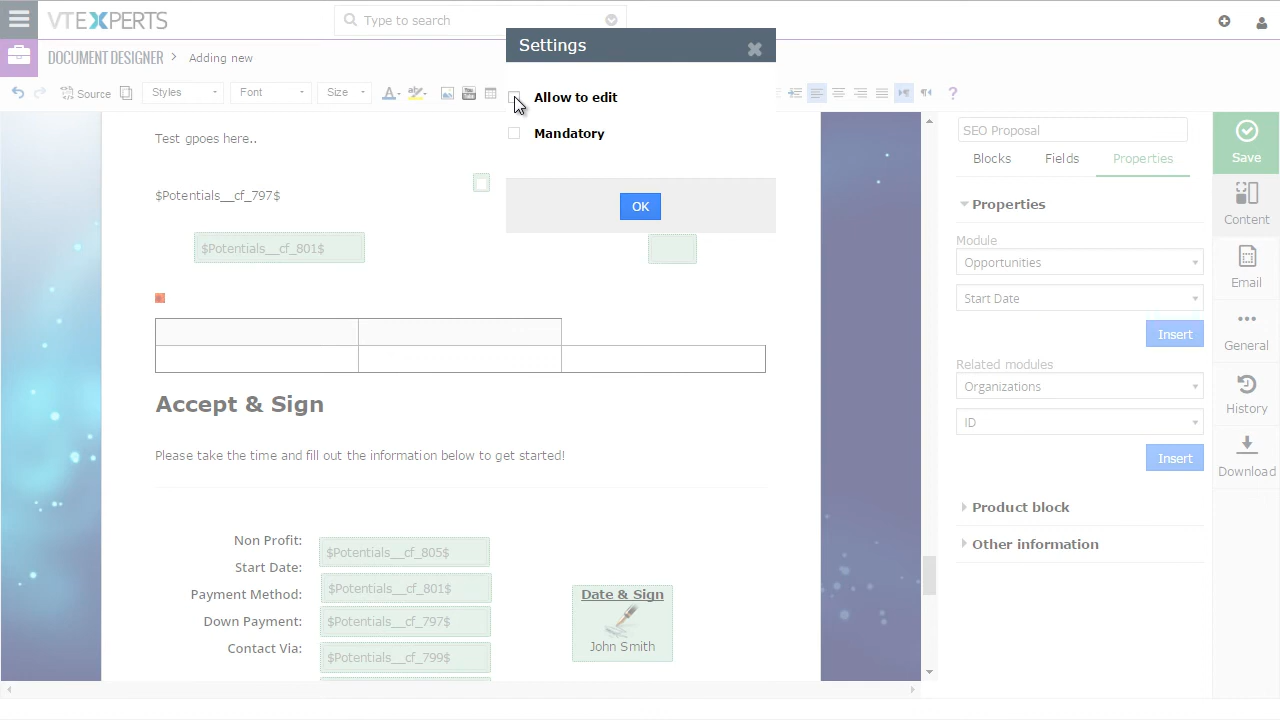 VTEXPERTS
Type to search
Settings
DOCUMENT DESIGNER > Adding new
Source
Styles
Font
Size
Allow to edit
Mandatory
OK
Test gpoes here..
$Potentials__cf_797$
$Potentials__cf_801$
Accept & Sign
Please take the time and fill out the information below to get started!
Non Profit:
$Potentials__cf_805$
Start Date:
$Potentials__cf_801$
Payment Method:
Down Payment:
$Potentials__cf_797$
Contact Via:
$Potentials__cf_799$
Date & Sign
John Smith
SEO Proposal
Blocks
Fields
Properties
Properties
Module
Opportunities
Start Date
Insert
Related modules
Organizations
ID
Insert
Product block
Other information
Save
Content
Email
General
History
Download